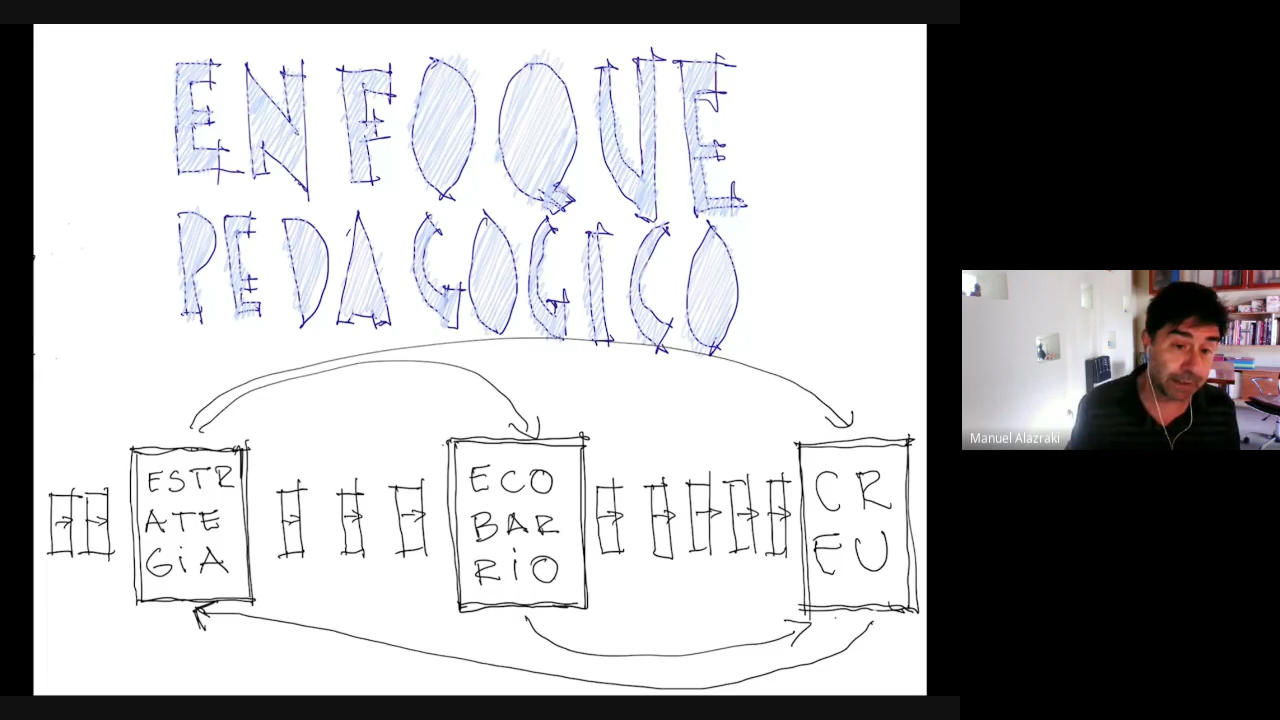 ENFOQUE
PEDAGOGICO
ESTR
ATE
GiA
ECO
BAR
RiO
CR
EU
Manuel Alazraki